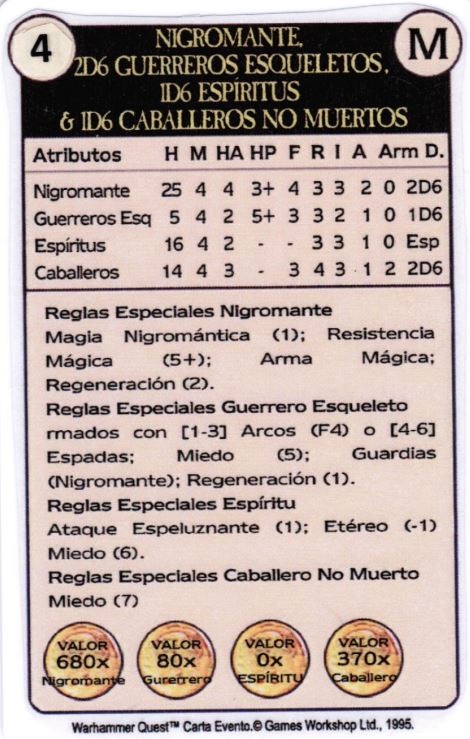 4
M
NIGROMANTE,
2D6 GUERREROS ESQUELETOS,
1D6 ESPÍRITUS
& 1D6 CABALLEROS NO MUERTOS
Atributos H M HA HP F R I A Arm D.
Nigromante 25 4 4 3+ 4 3 3 2 0 2D6
Guerreros Esq 5 4 2 5+ 3 3 2 1 0 1D6
Espíritus 16 4 2 - - 3 3 1 0 Esp
Caballeros 14 4 3 - 3 4 3 1 2 2D6
Reglas Especiales Nigromante
Magia Nigromántica (1); Resistencia
Mágica (5+); Arma Mágica;
Regeneración (2).
Reglas Especiales Guerrero Esqueleto
rmados con [1-3] Arcos (F4) o [4-6]
Espadas; Miedo (5); Guardias
(Nigromante); Regeneración (1).
Reglas Especiales Espíritu
Ataque Espeluznante (1); Etéreo (-1)
Miedo (6).
Reglas Especiales Caballero No Muerto
Miedo (7)
VALOR
680x
Nigromante
VALOR
80x
Gurerrero
VALOR
0x
ESPÍRITU
VALOR
370x
Caballero
Warhammer Quest™ Carta Evento.© Games Workshop Ltd., 1995.